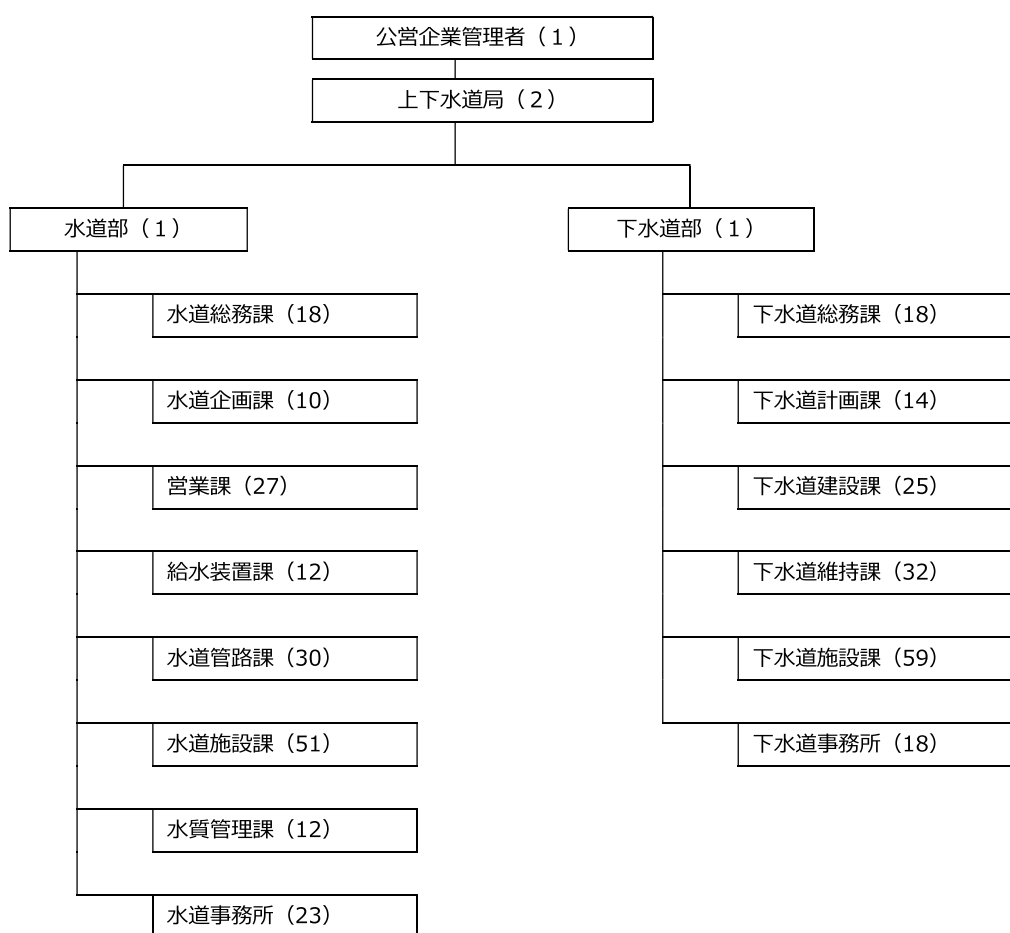 公営企業管理者（1）
上下水道局（2）
水道部（1）
水道総務課（18）
水道企画課（10）
営業課（27）
給水装置課（12）
水道管路課（30）
水道施設課（51）
水質管理課（12）
水道事務所（23）
下水道部（1）
下水道総務課（18）
下水道計画課（14）
下水道建設課（25）
下水道維持課（32）
下水道施設課（59）
下水道事務所（18）